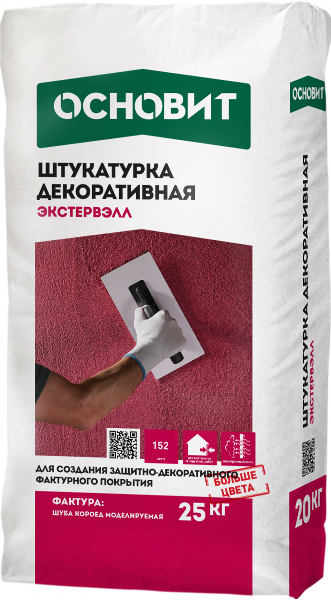 ОСНОВИТ
ШТУКАТУРКА
ДЕКОРАТИВНАЯ
ЭКСТЕРВЭЛЛ
152
ДЛЯ СОЗДАНИЯ ЗАЩИТНО-ДЕКОРАТИВНОГО
ФАКТУРНОГО ПОКРЫТИЯ
БОЛЬШЕ
ЦВЕТА
ФАКТУРА:
ШУБА КОРОЕД МОДЕЛИРУЕМАЯ
25 КГ
ШТУКАТУРКА ДЕКОРАТИВНАЯ
ЭКСТЕРВЭЛЛ
20 КГ